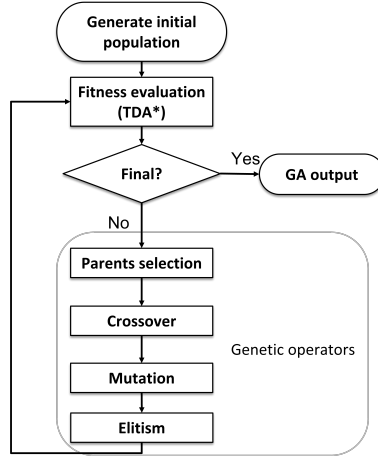 Generate initial
population
Fitness evaluation
(TDA*)
Final?
Yes
GA output
No
Parents selection
Crossover
Genetic operators
Mutation
Elitism